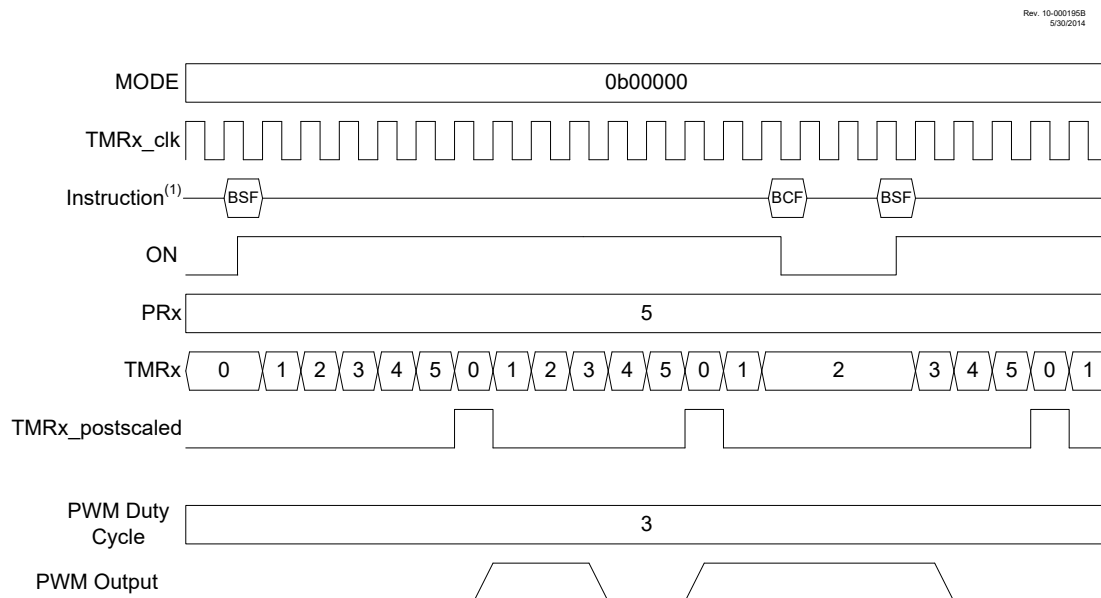 Rev. 10-000195B
5/30/2014
MODE 0b00000
TMRx_clk
Instruction(1) BSF BCF BSF
ON
PRx 5
TMRx 0 1 2 3 4 5 0 1 2 3 4 5 0 1 2 3 4 5 0 1
TMRx_postscaled
PWM Duty
Cycle 3
PWM Output